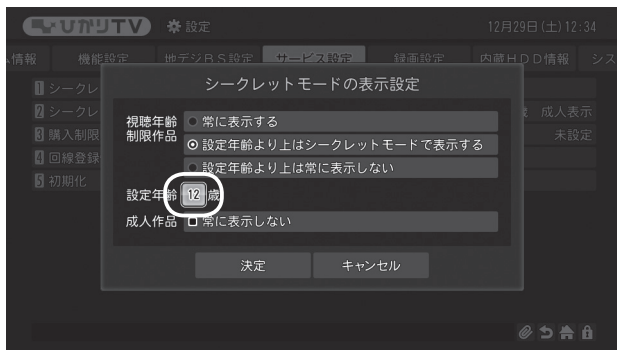 ひかりTV 設定 12月29日(土)12:34
情報 機能設定 地デジBS設定 サービス設定 録画設定 内蔵HDD情報 シス
シークレットモードの表示設定
1 シークレ
2 シークレ 歳 成人表示
3 購入制限 未設定
4 回線登録
5 初期化
視聴年齢
制限作品
常に表示する
設定年齢より上はシークレットモードで表示する
設定年齢より上は常に表示しない
設定年齢 12 歳
成人作品 常に表示しない
決定 キャンセル